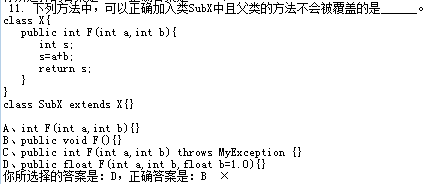 11. 下列方法中，可以正确加入类SubX中且父类的方法不会被覆盖的是______。
class X{
public int F(int a,int b){
int s;
s=a+b;
return s;
}
}
class SubX extends X{}
A、int F(int a,int b){}
B、public void F(){}
C、public int F(int a,int b) throws MyException {}
D、public float F(int a,int b,float b=1.0){}
你所选择的答案是：D，正确答案是：B ×